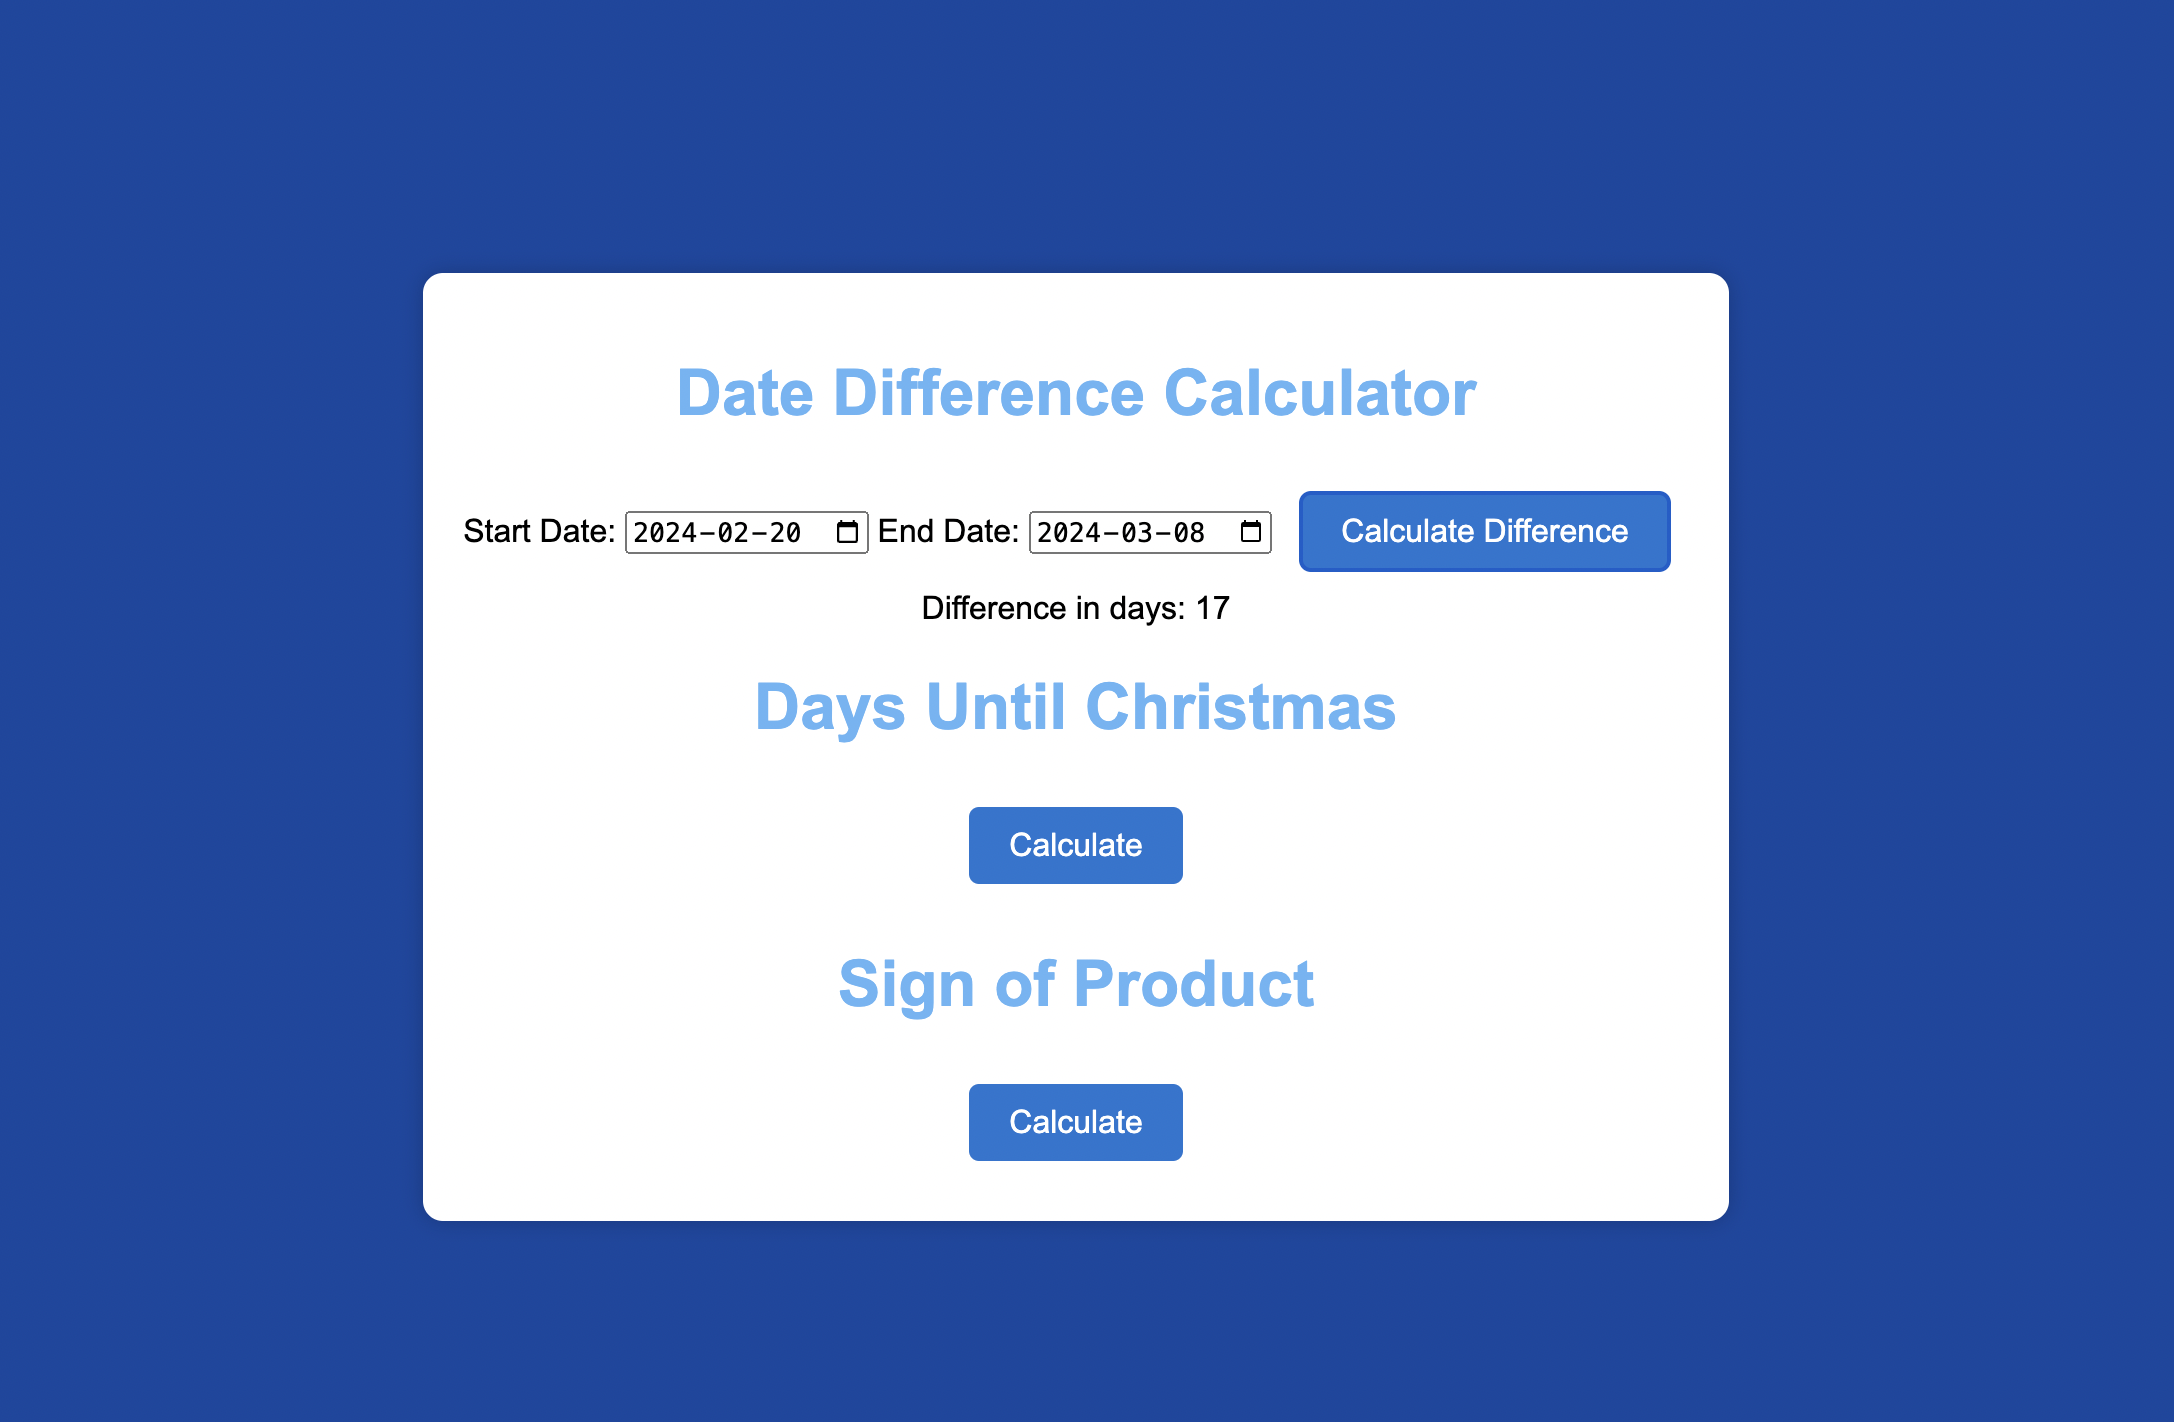 Date Difference Calculator
Start Date: 2024-02-20 End Date: 2024-03-08 Calculate Difference
Difference in days: 17
Days Until Christmas
Calculate
Sign of Product
Calculate